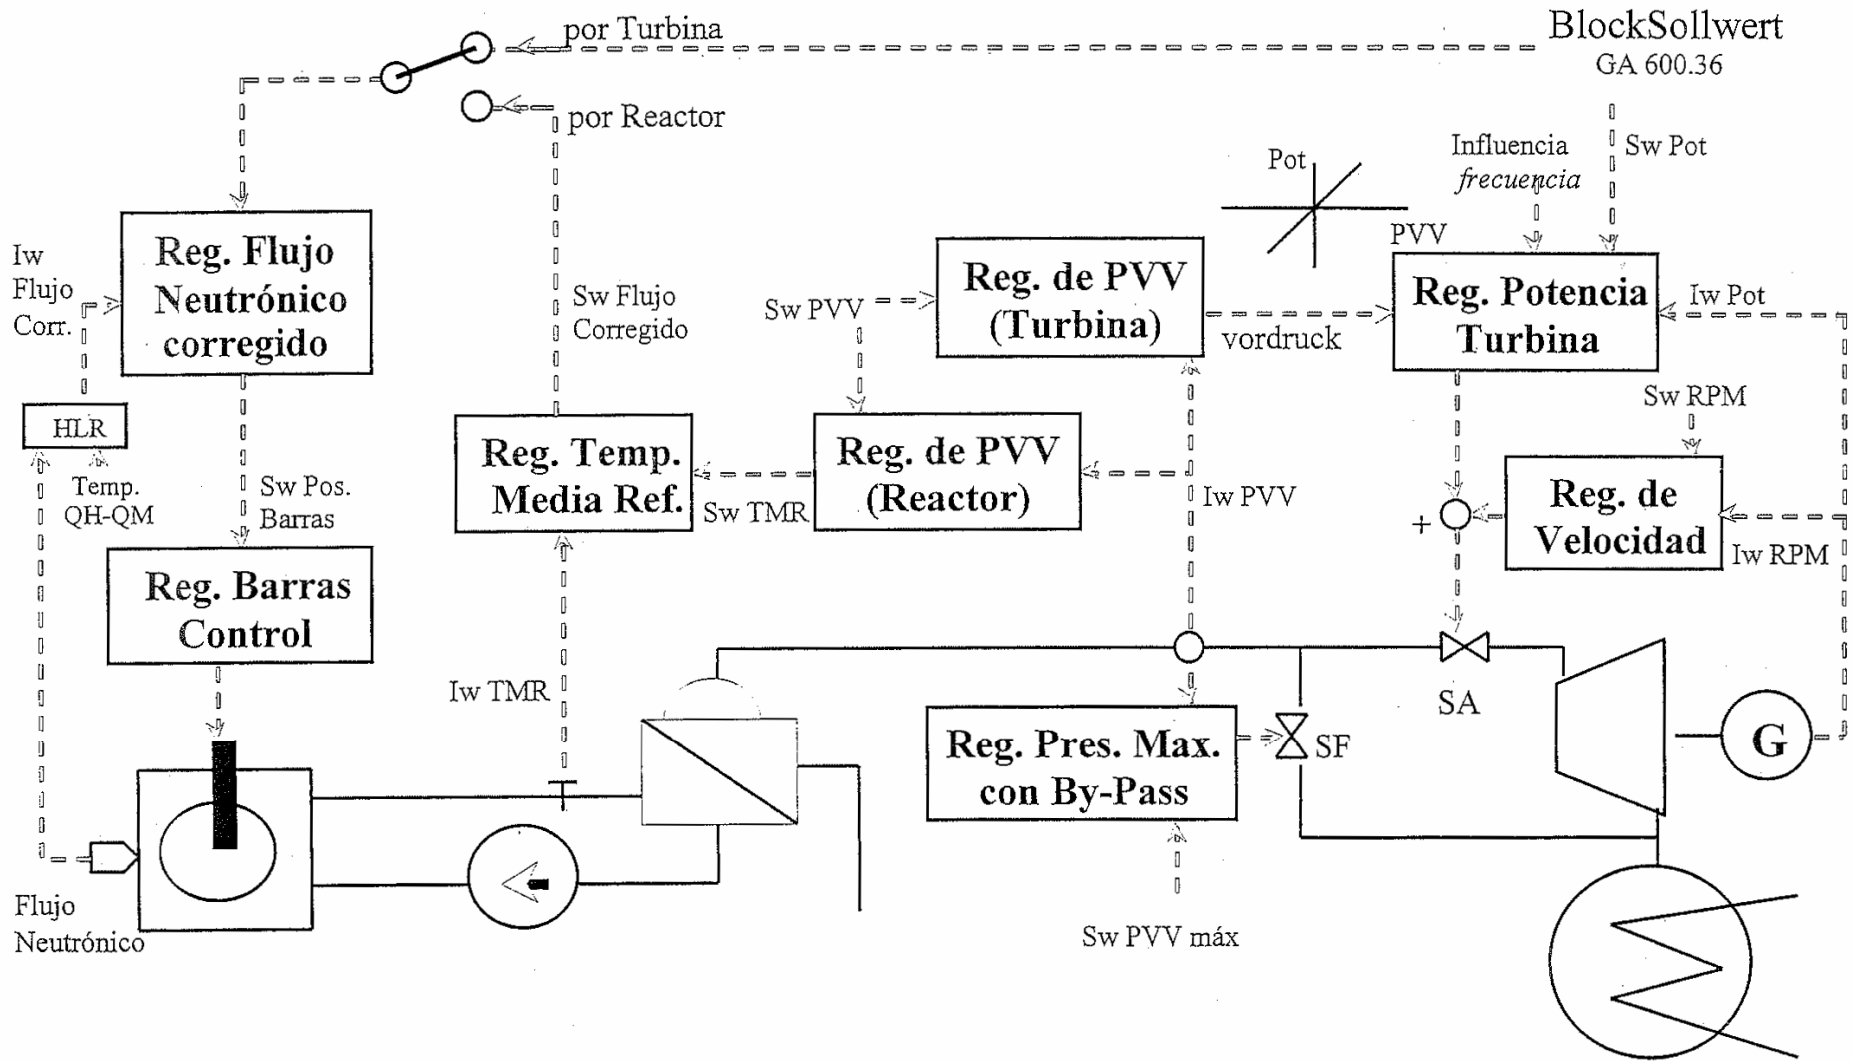 por Turbina
BlockSollwert
GA 600.36
por Reactor
Pot
Influencia
frecuencia
Sw Pot
Iw
Flujo
Corr.
Reg. Flujo
Neutrónico
corregido
Sw Flujo
Corregido
Sw PVV
Reg. de PVV
(Turbina)
vordruck
PVV
Reg. Potencia
Turbina
Iw Pot
Sw RPM
HLR
Temp.
QH-QM
Sw Pos.
Barras
Reg. Temp.
Media Ref.
Sw TMR
Reg. de PVV
(Reactor)
Iw PVV
+
Reg. de
Velocidad
Iw RPM
Reg. Barras
Control
Iw TMR
Reg. Pres. Max.
con By-Pass
SF
SA
G
Flujo
Neutrónico
Sw PVV máx